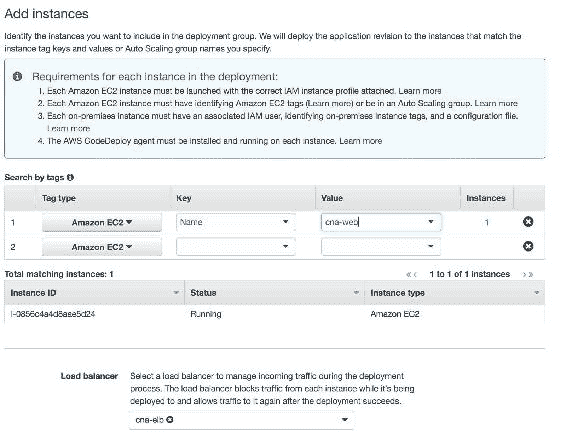 Add instances
Identify the instances you want to include in the deployment group. We will deploy the application revision to the instances that match the
instance tag keys and values or Auto Scaling group names you specify.
Requirements for each instance in the deployment:
1. Each Amazon EC2 instance must be launched with the correct IAM instance profile attached. Learn more
2. Each Amazon EC2 instance must have identifying Amazon EC2 tags (Learn more) or be in an Auto Scaling group. Learn more
3. Each on-premises instance must have an associated IAM user, identifying on-premises instance tags, and a configuration file.
Learn more
4. The AWS CodeDeploy agent must be installed and running on each instance. Learn more
Search by tags
Tag type Key Value Instances
1 Amazon EC2 Name cna-web 1
2 Amazon EC2
Total matching instances: 1 «< 1 to 1 of 1 instances >»
Instance ID Status Instance type
i-0856c4a4d8aae5d24 Running Amazon EC2
Load balancer Select a load balancer to manage incoming traffic during the deployment
process. The load balancer blocks traffic from each instance while it's being
deployed to and allows traffic to it again after the deployment succeeds.
cna-elb